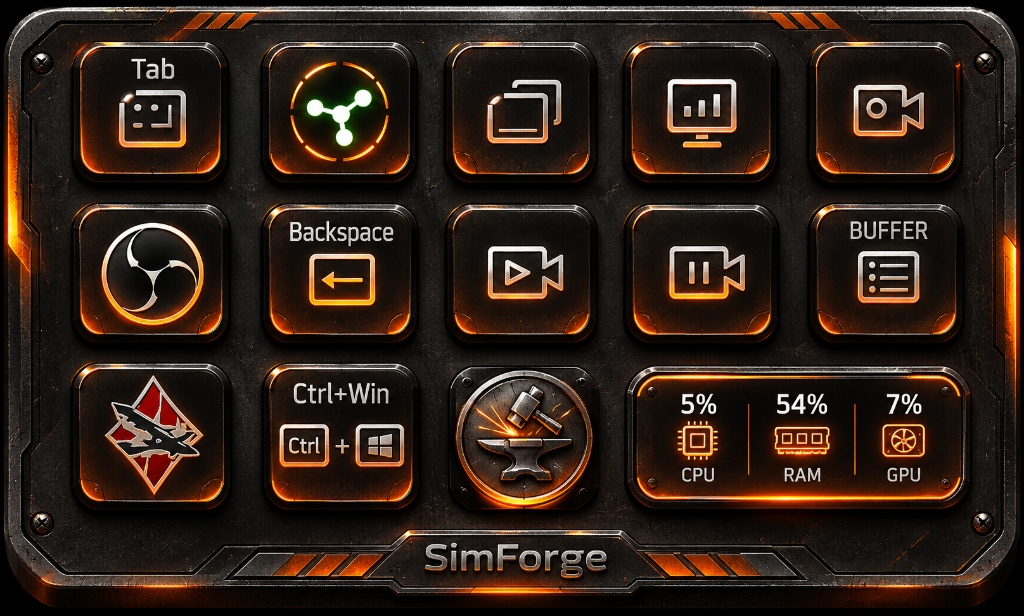 Tab
Backspace
BUFFER
Ctrl+Win
Ctrl +
5% 54% 7%
CPU RAM GPU
SimForge